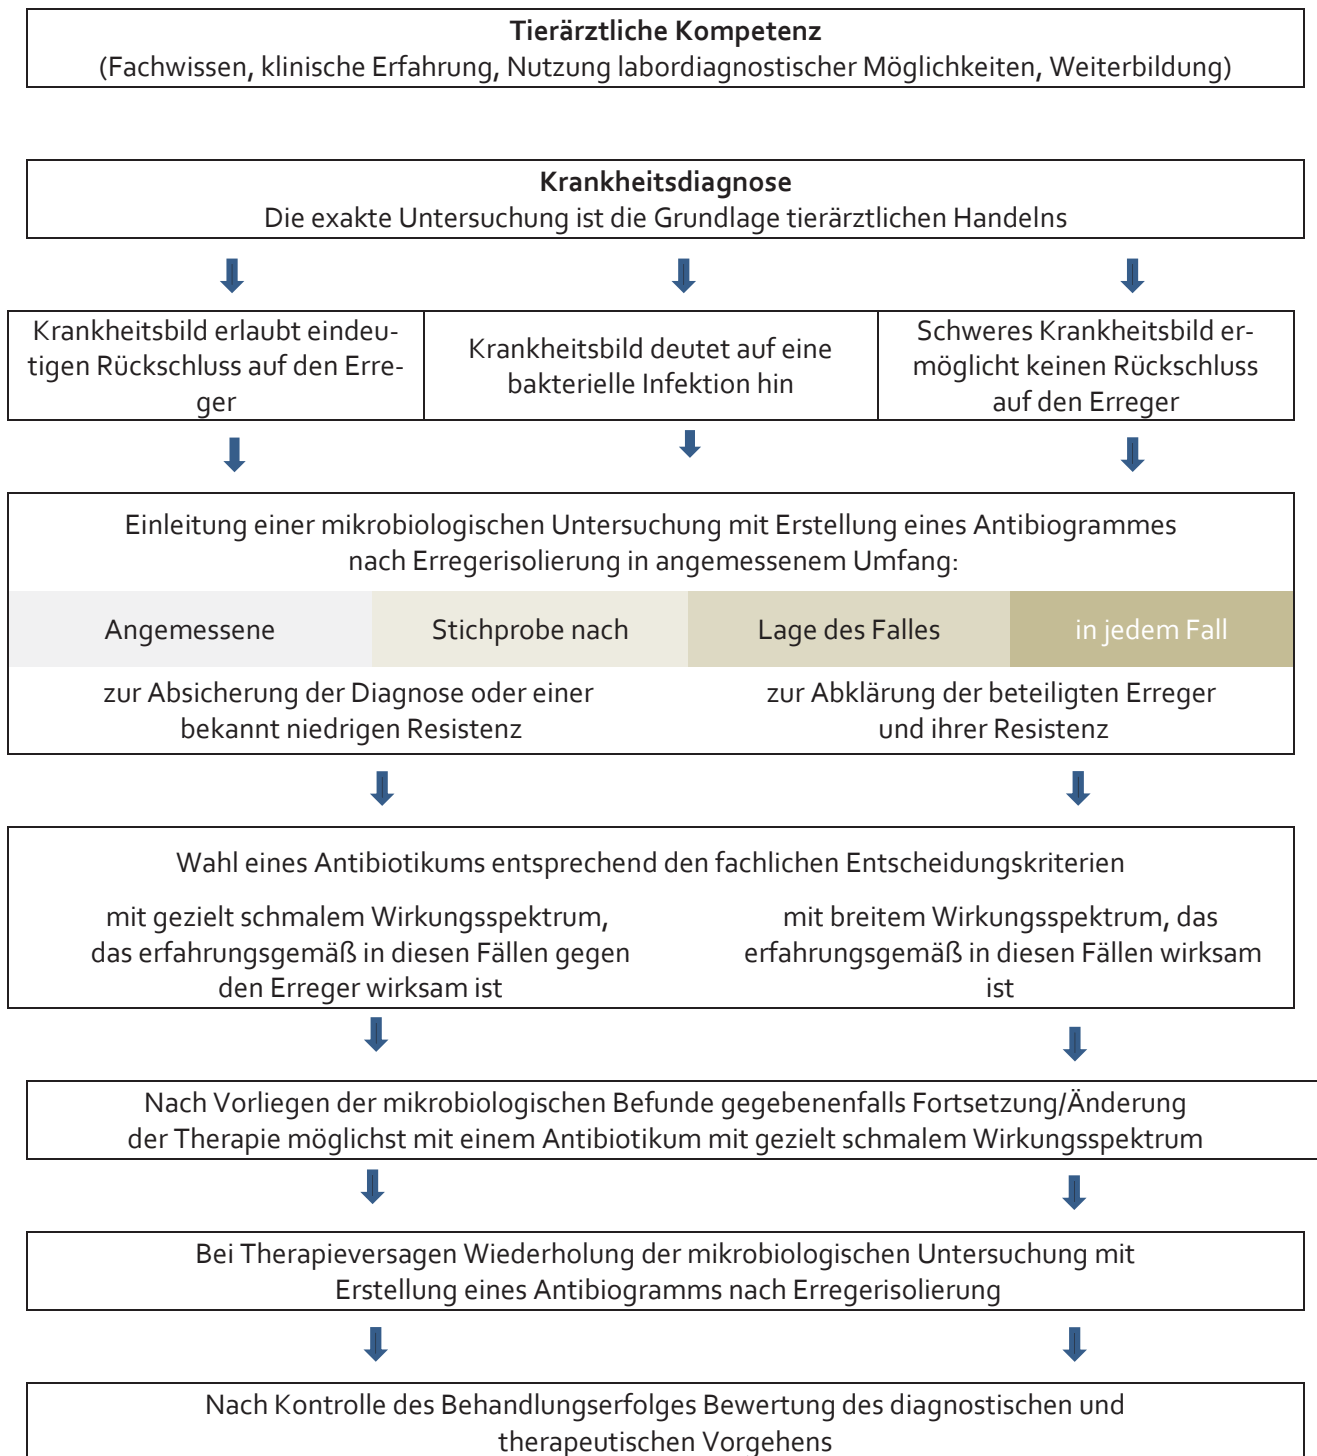 Tierärztliche Kompetenz
(Fachwissen, klinische Erfahrung, Nutzung labordiagnostischer Möglichkeiten, Weiterbildung)
Krankheitsdiagnose
Die exakte Untersuchung ist die Grundlage tierärztlichen Handelns
Krankheitsbild erlaubt eindeu-
tigen Rückschluss auf den Erre-
ger
Krankheitsbild deutet auf eine
bakterielle Infektion hin
Schweres Krankheitsbild er-
möglicht keinen Rückschluss
auf den Erreger
Einleitung einer mikrobiologischen Untersuchung mit Erstellung eines Antibiogrammes
nach Erregerisolierung in angemessenem Umfang:
Angemessene Stichprobe nach Lage des Falles in jedem Fall
zur Absicherung der Diagnose oder einer
bekannt niedrigen Resistenz
zur Abklärung der beteiligten Erreger
und ihrer Resistenz
Wahl eines Antibiotikums entsprechend den fachlichen Entscheidungskriterien
mit gezielt schmalem Wirkungsspektrum,
das erfahrungsgemäß in diesen Fällen gegen
den Erreger wirksam ist
mit breitem Wirkungsspektrum, das
erfahrungsgemäß in diesen Fällen wirksam
ist
Nach Vorliegen der mikrobiologischen Befunde gegebenenfalls Fortsetzung/Änderung
der Therapie möglichst mit einem Antibiotikum mit gezielt schmalem Wirkungsspektrum
Bei Therapieversagen Wiederholung der mikrobiologischen Untersuchung mit
Erstellung eines Antibiogramms nach Erregerisolierung
Nach Kontrolle des Behandlungserfolges Bewertung des diagnostischen und
therapeutischen Vorgehens